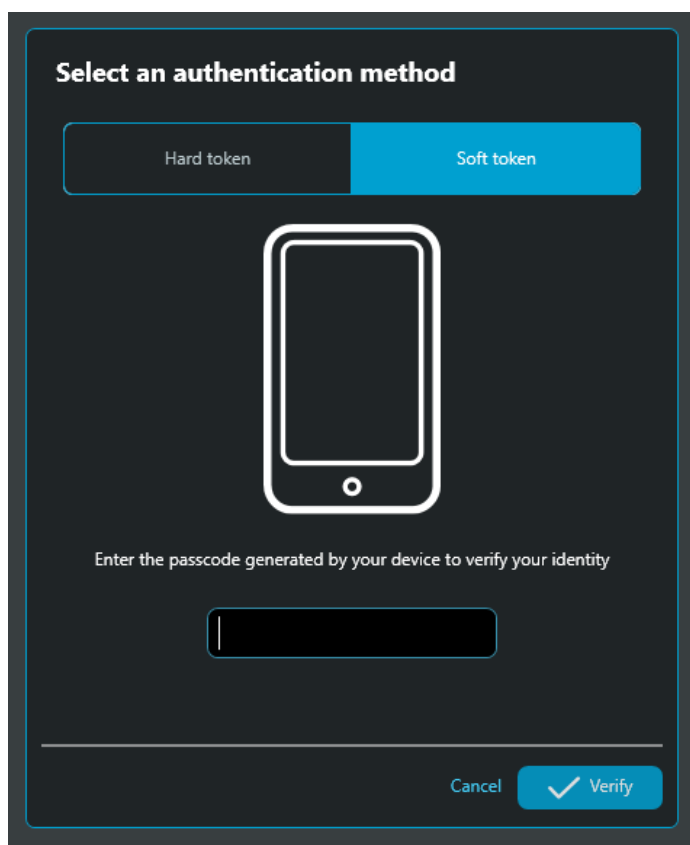 Select an authentication method
Hard token
Soft token
Enter the passcode generated by your device to verify your identity
Cancel
Verify